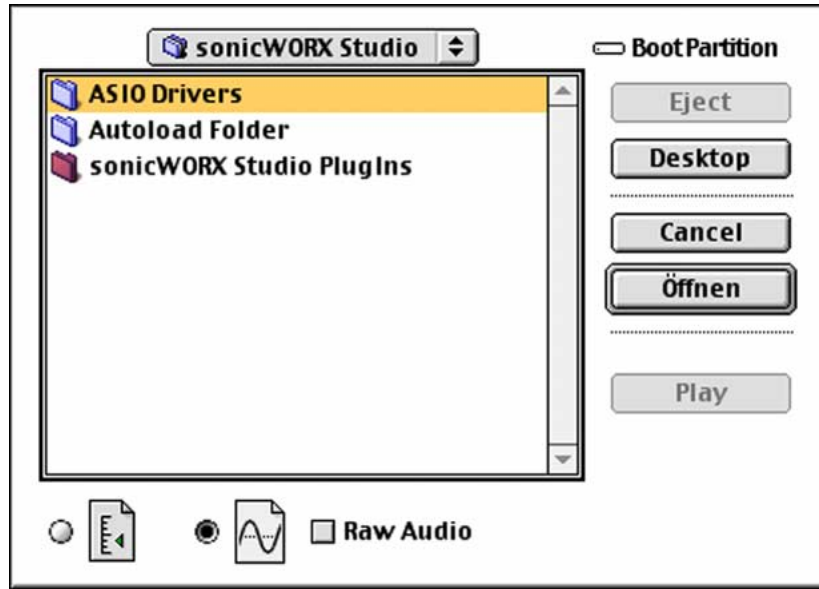 sonicWORX Studio
Boot Partition
ASIO Drivers
Autoload Folder
sonicWORX Studio PlugIns
Eject
Desktop
Cancel
Öffnen
Play
Raw Audio